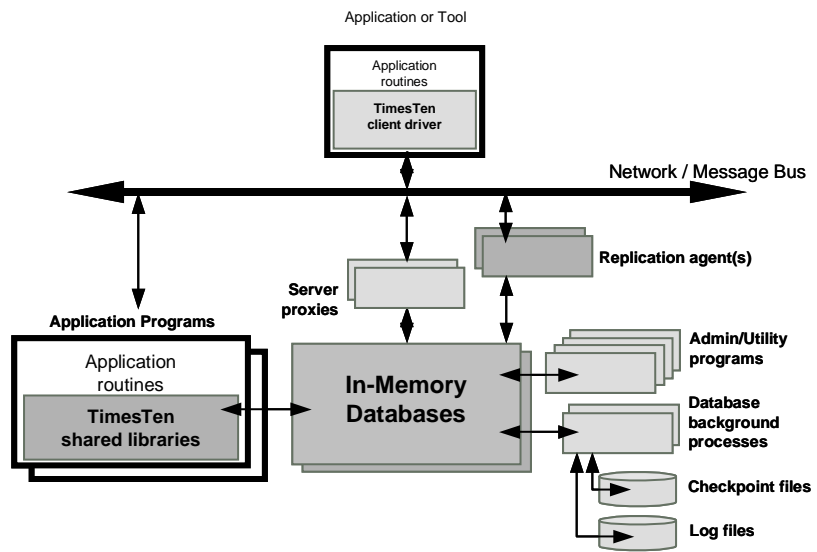 Application or Tool
Application
routines
TimesTen
client driver
Network / Message Bus
Replication agent(s)
Server
proxies
Application Programs
Application
routines
TimesTen
shared libraries
In-Memory
Databases
Admin/Utility
programs
Database
background
processes
Checkpoint files
Log files